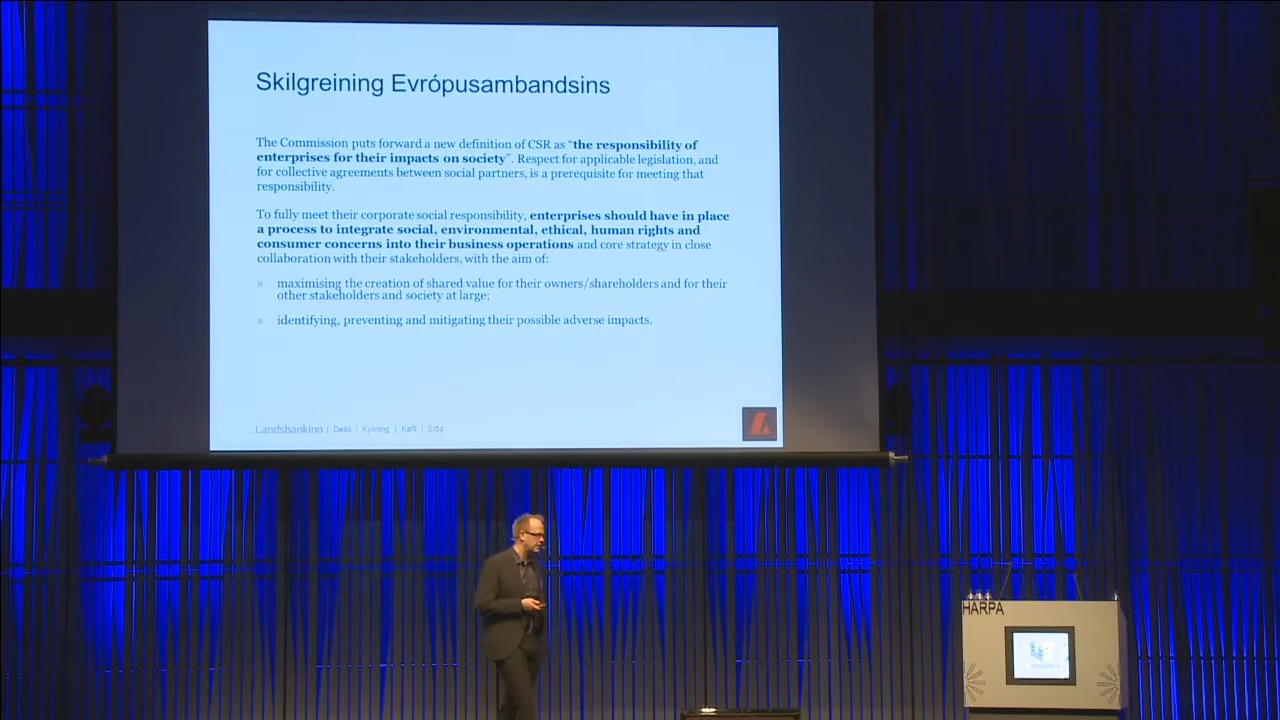 Skilgreining Evrópusambandsins
The Commission puts forward a new definition of CSR as “the responsibility of
enterprises for their impacts on society”. Respect for applicable legislation, and
for collective agreements between social partners, is a prerequisite for meeting that
responsibility.
To fully meet their corporate social responsibility, enterprises should have in place
a process to integrate social, environmental, ethical, human rights and
consumer concerns into their business operations and core strategy in close
collaboration with their stakeholders, with the aim of:
» maximising the creation of shared value for their owners/shareholders and for their
other stakeholders and society at large;
» identifying, preventing and mitigating their possible adverse impacts.
Landsbankinn | Deild | Kynning | Kafli | Síða
HARPA